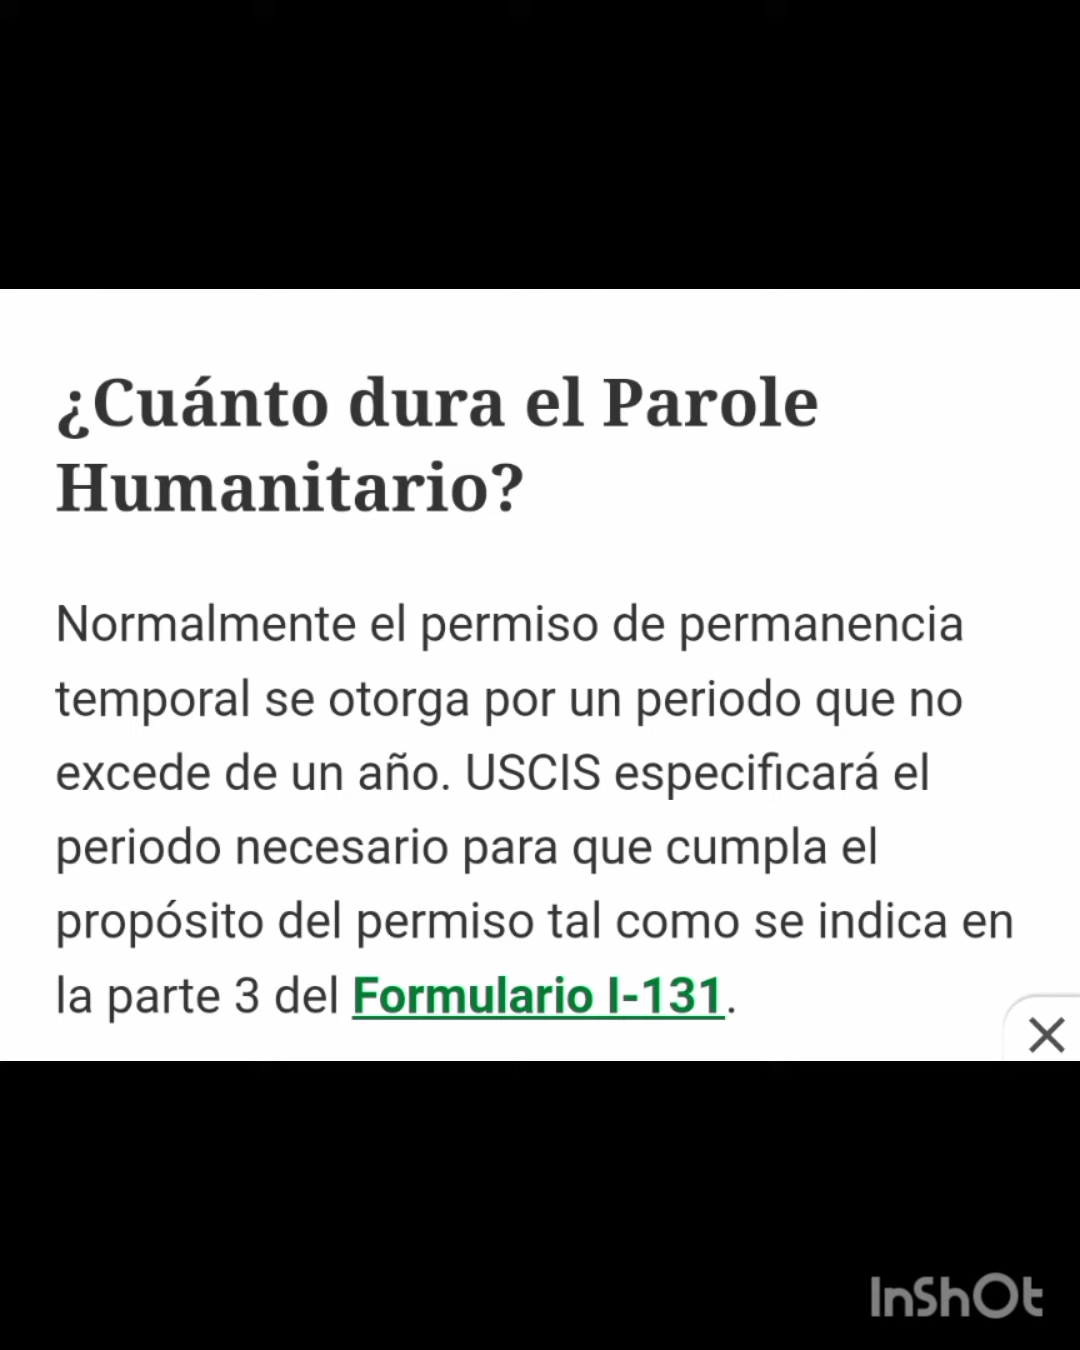 ¿Cuánto dura el Parole
Humanitario?
Normalmente el permiso de permanencia
temporal se otorga por un periodo que no
excede de un año. USCIS especificará el
periodo necesario para que cumpla el
propósito del permiso tal como se indica en
la parte 3 del Formulario I-131.
InShOt